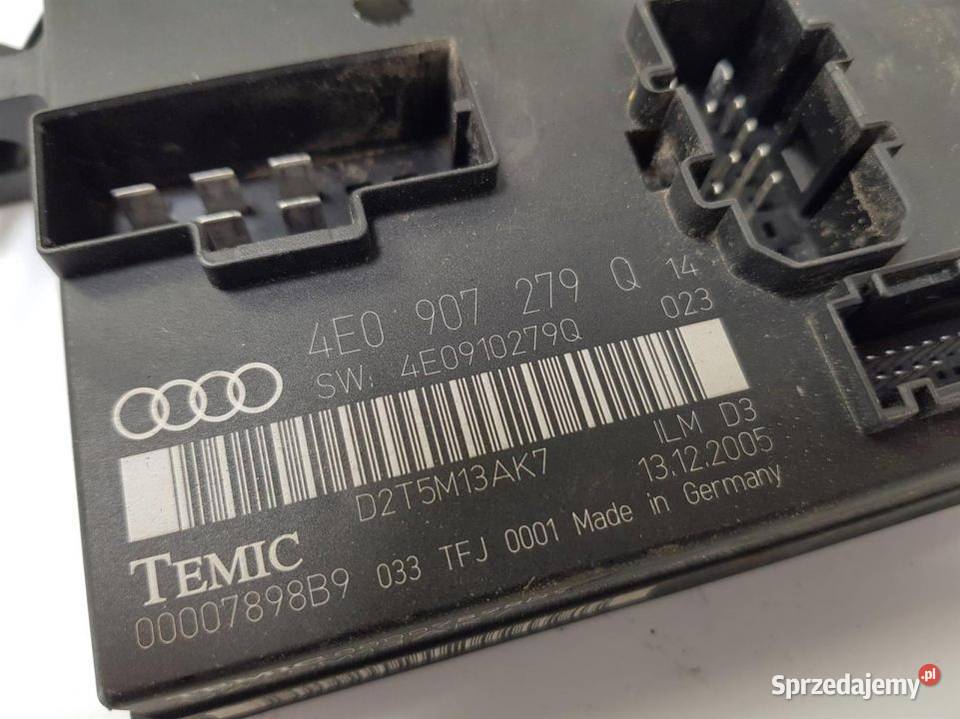 4E0 907 279 Q 14
SW: 4E0910279Q 023
D2T5M13AK7
ILM D3
13.12.2005
TEMIC
00007898B9 033 TFJ 0001 Made in Germany
Sprzedajemy.pl